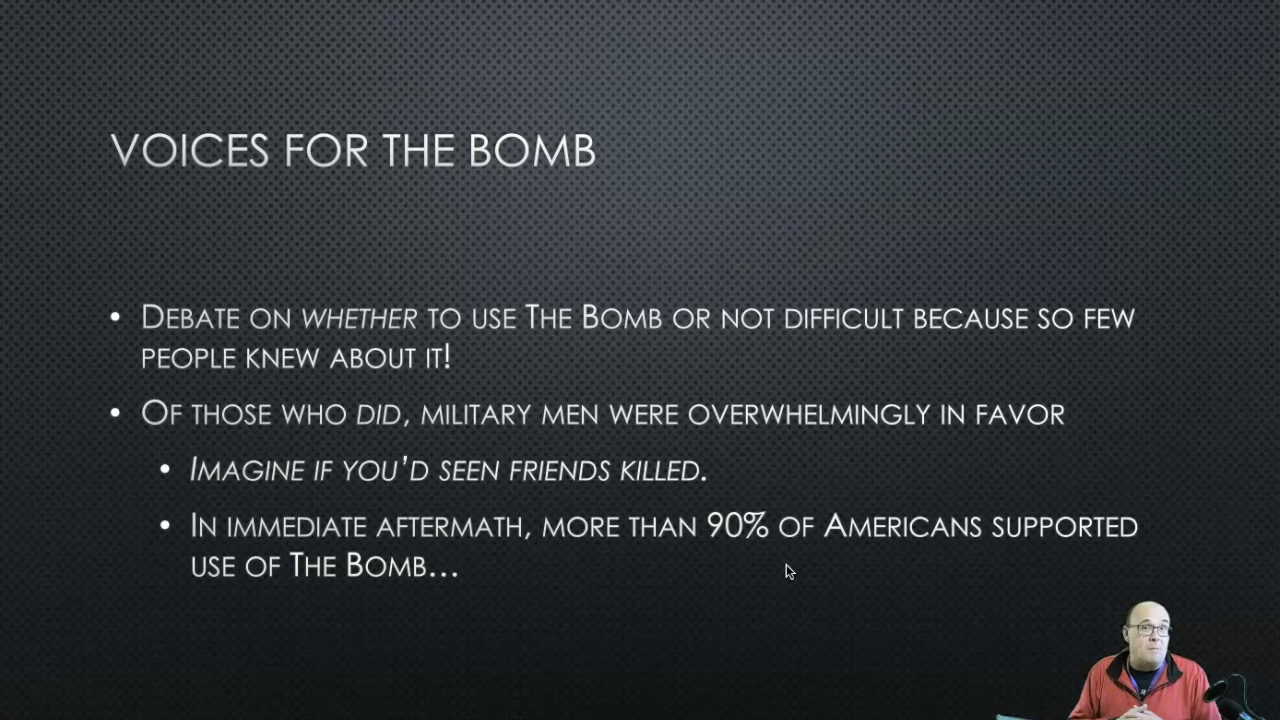 VOICES FOR THE BOMB
• DEBATE ON WHETHER TO USE THE BOMB OR NOT DIFFICULT BECAUSE SO FEW
PEOPLE KNEW ABOUT IT!
• OF THOSE WHO DID, MILITARY MEN WERE OVERWHELMINGLY IN FAVOR
• IMAGINE IF YOU'D SEEN FRIENDS KILLED.
• IN IMMEDIATE AFTERMATH, MORE THAN 90% OF AMERICANS SUPPORTED
USE OF THE BOMB…